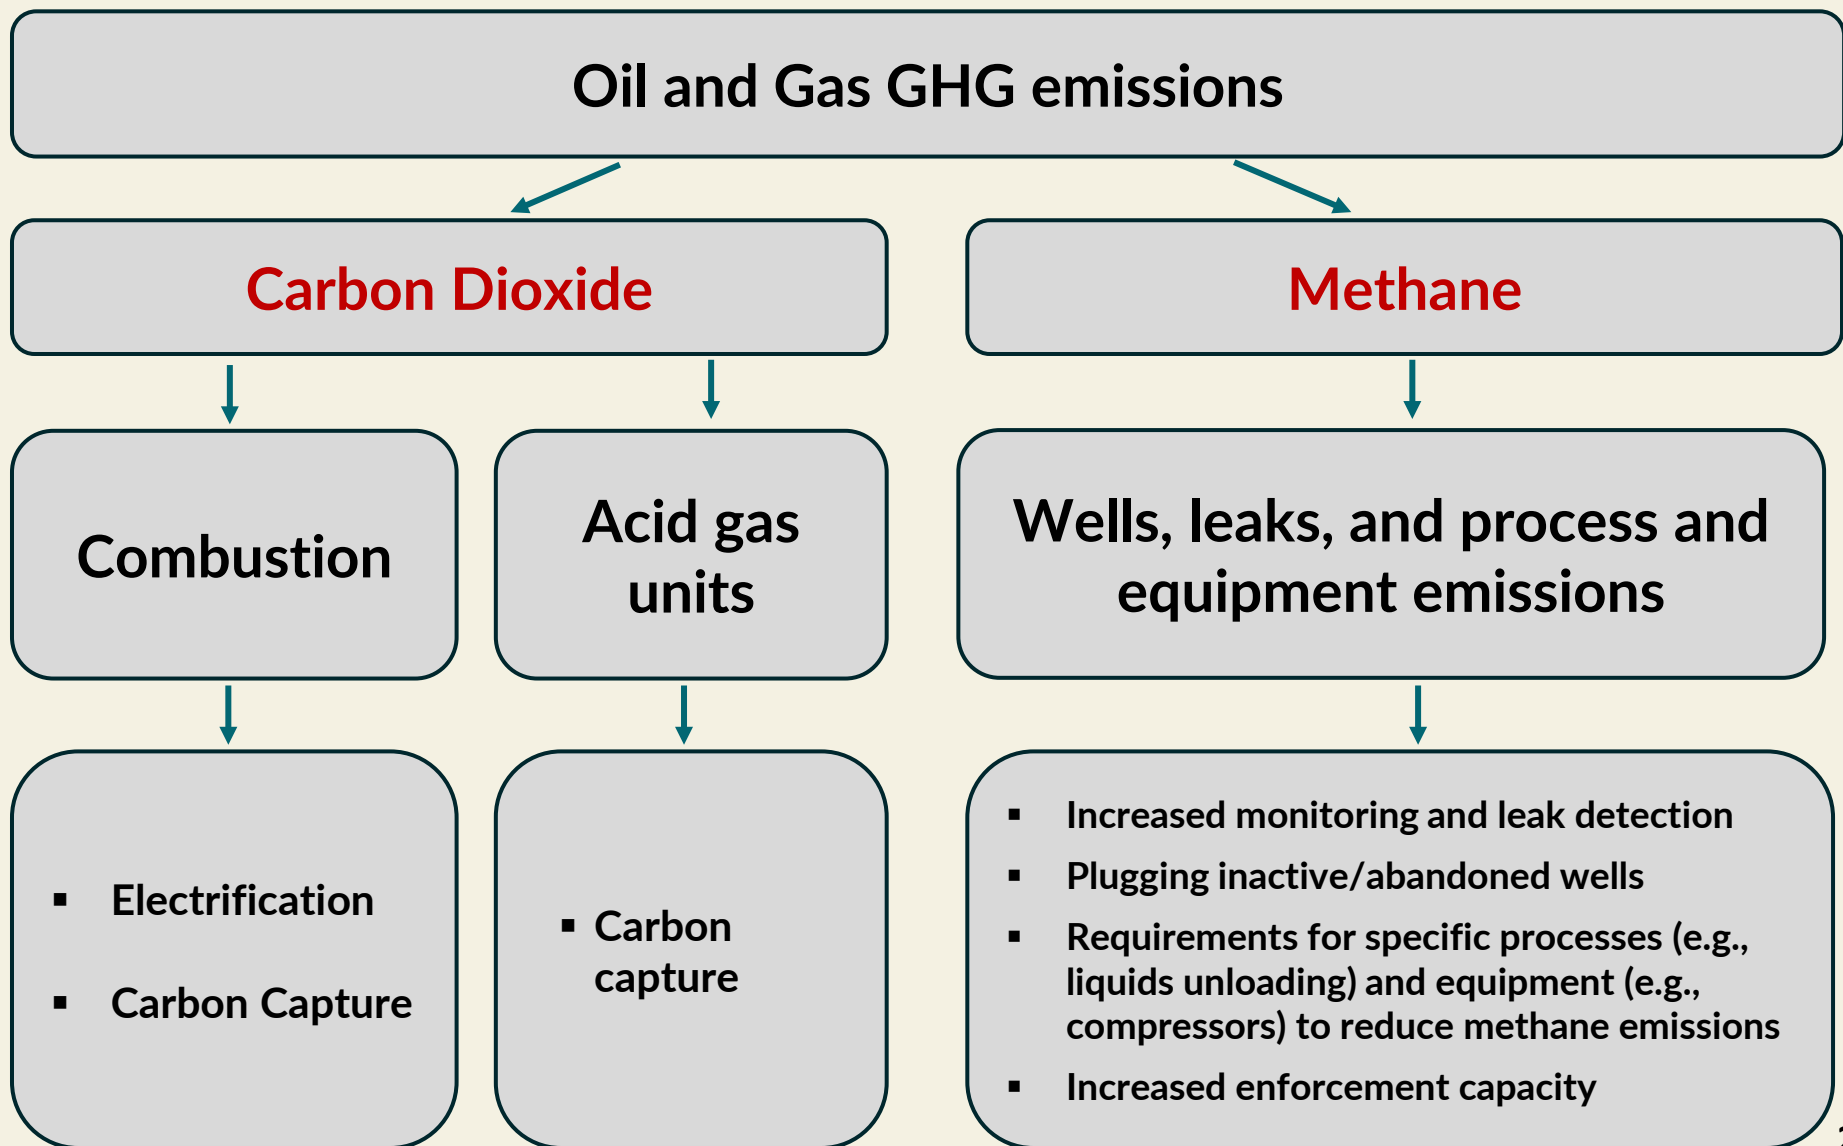 Oil and Gas GHG emissions
Carbon Dioxide
Methane
Combustion
Acid gas
units
Wells, leaks, and process and
equipment emissions
▪ Electrification
▪ Carbon Capture
▪ Carbon
capture
▪ Increased monitoring and leak detection
▪ Plugging inactive/abandoned wells
▪ Requirements for specific processes (e.g.,
liquids unloading) and equipment (e.g.,
compressors) to reduce methane emissions
▪ Increased enforcement capacity